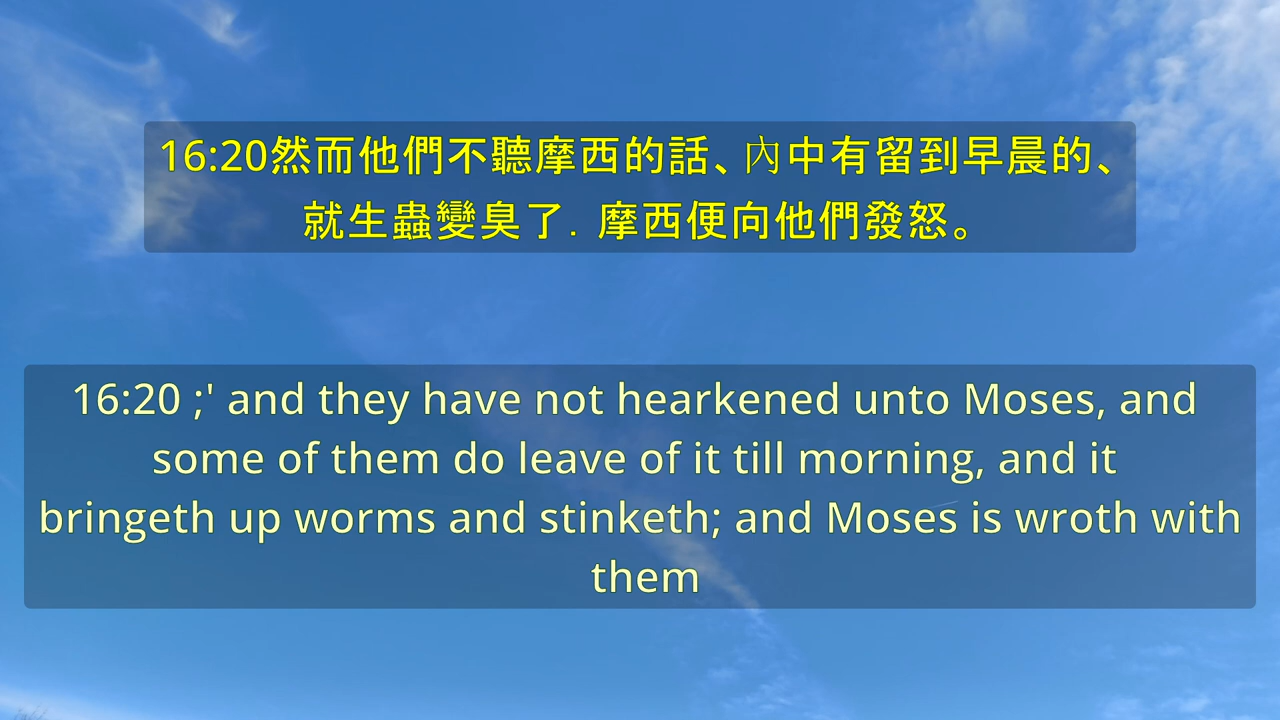 16:20然而他們不聽摩西的話、內中有留到早晨的、
就生蟲變臭了．摩西便向他們發怒。
16:20 ;' and they have not hearkened unto Moses, and
some of them do leave of it till morning, and it
bringeth up worms and stinketh; and Moses is wroth with
them